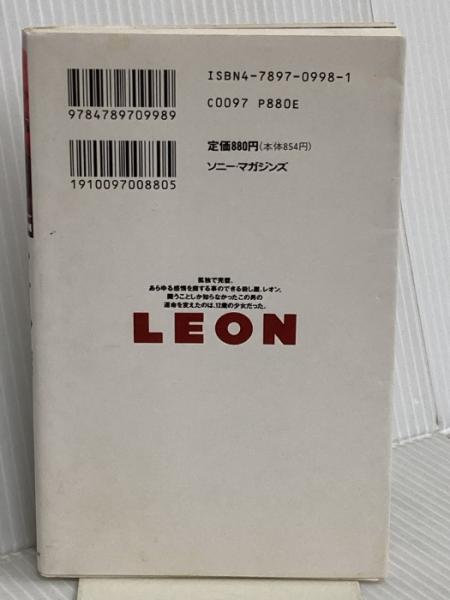 ISBN4-7897-0998-1
C0097 P880E
9784789709989
定価880円(本体854円)
ソニー・マガジンズ
1910097008805
孤独で完璧。
あらゆる感情を殺する事のできる殺し屋、レオン。
闘うことしか知らなかったこの男の
運命を変えたのは、12歳の少女だった。
LEON